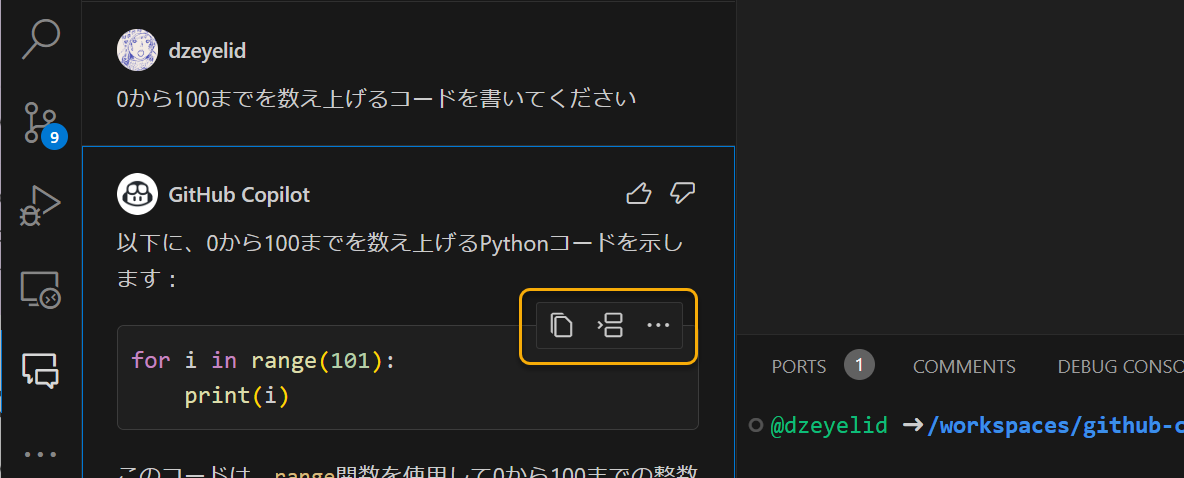 dzeyelid
0から100までを数え上げるコードを書いてください
9
GitHub Copilot
以下に、0から100までを数え上げるPythonコードを示し
ます：
for i in range(101):
    print(i)
このコードは、range関数を使用して0から100までの整数
PORTS 1 COMMENTS DEBUG CONSO
@dzeyelid ➜/workspaces/github-c